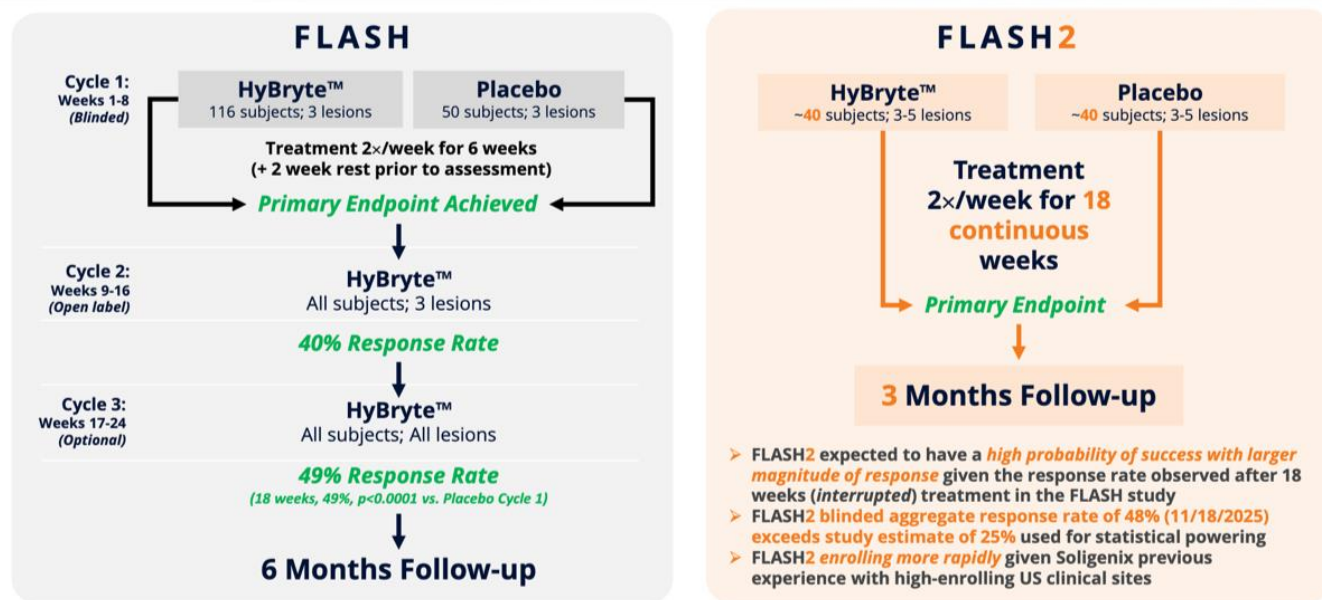 FLASH
Cycle 1:
Weeks 1-8
(Blinded)
HyBryte™
116 subjects; 3 lesions
Placebo
50 subjects; 3 lesions
Treatment 2×/week for 6 weeks
(+ 2 week rest prior to assessment)
Primary Endpoint Achieved
Cycle 2:
Weeks 9-16
(Open label)
HyBryte™
All subjects; 3 lesions
40% Response Rate
Cycle 3:
Weeks 17-24
(Optional)
HyBryte™
All subjects; All lesions
49% Response Rate
(18 weeks, 49%, p<0.0001 vs. Placebo Cycle 1)
6 Months Follow-up
FLASH2
HyBryte™
~40 subjects; 3-5 lesions
Placebo
~40 subjects; 3-5 lesions
Treatment
2×/week for 18
continuous
weeks
Primary Endpoint
3 Months Follow-up
➢ FLASH2 expected to have a high probability of success with larger
magnitude of response given the response rate observed after 18
weeks (interrupted) treatment in the FLASH study
➢ FLASH2 blinded aggregate response rate of 48% (11/18/2025)
exceeds study estimate of 25% used for statistical powering
➢ FLASH2 enrolling more rapidly given Soligenix previous
experience with high-enrolling US clinical sites